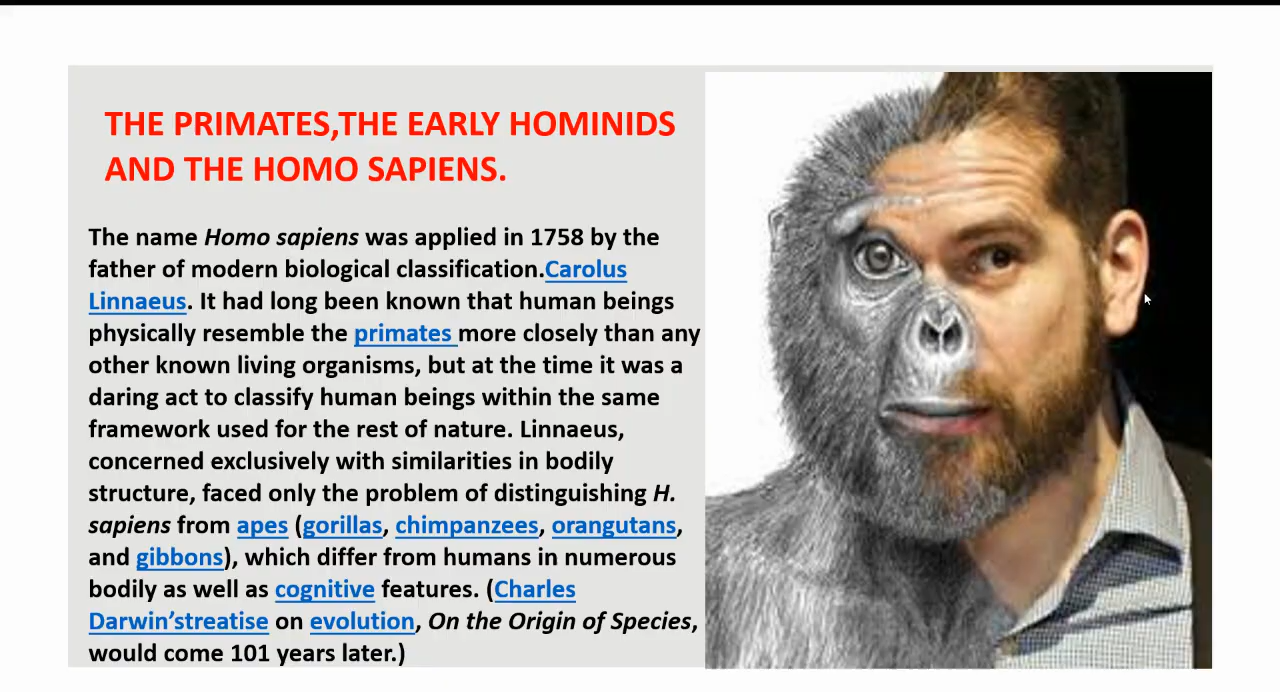 THE PRIMATES,THE EARLY HOMINIDS
AND THE HOMO SAPIENS.
The name Homo sapiens was applied in 1758 by the
father of modern biological classification.Carolus
Linnaeus. It had long been known that human beings
physically resemble the primates more closely than any
other known living organisms, but at the time it was a
daring act to classify human beings within the same
framework used for the rest of nature. Linnaeus,
concerned exclusively with similarities in bodily
structure, faced only the problem of distinguishing H.
sapiens from apes (gorillas, chimpanzees, orangutans,
and gibbons), which differ from humans in numerous
bodily as well as cognitive features. (Charles
Darwin’streatise on evolution, On the Origin of Species,
would come 101 years later.)